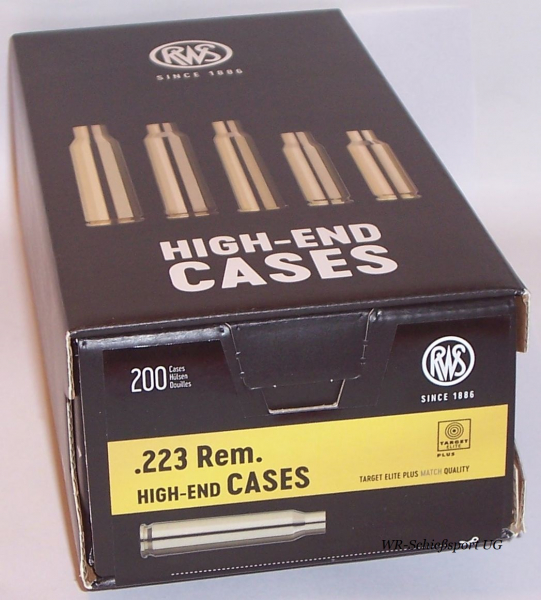 RWS
SINCE 1886
HIGH-END
CASES
200 Cases
Hülsen
Douilles
RWS
SINCE 1886
.223 Rem.
HIGH-END CASES
TARGET
ELITE
PLUS
TARGET ELITE PLUS MATCH QUALITY
WR-Schießsport UG